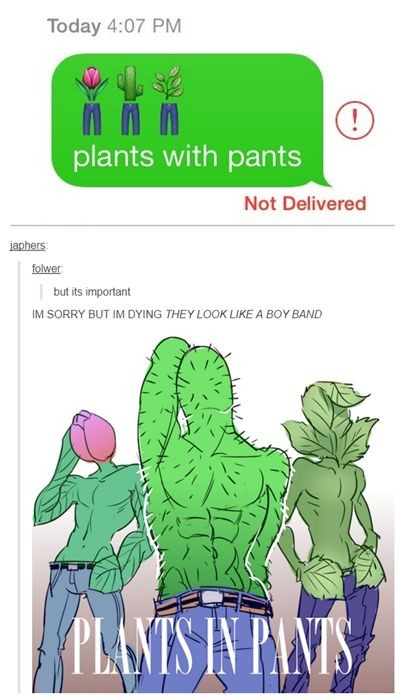 Today 4:07 PM
plants with pants
Not Delivered
japhers:
folwer:
but its important
IM SORRY BUT IM DYING THEY LOOK LIKE A BOY BAND
PLANTS IN PANTS